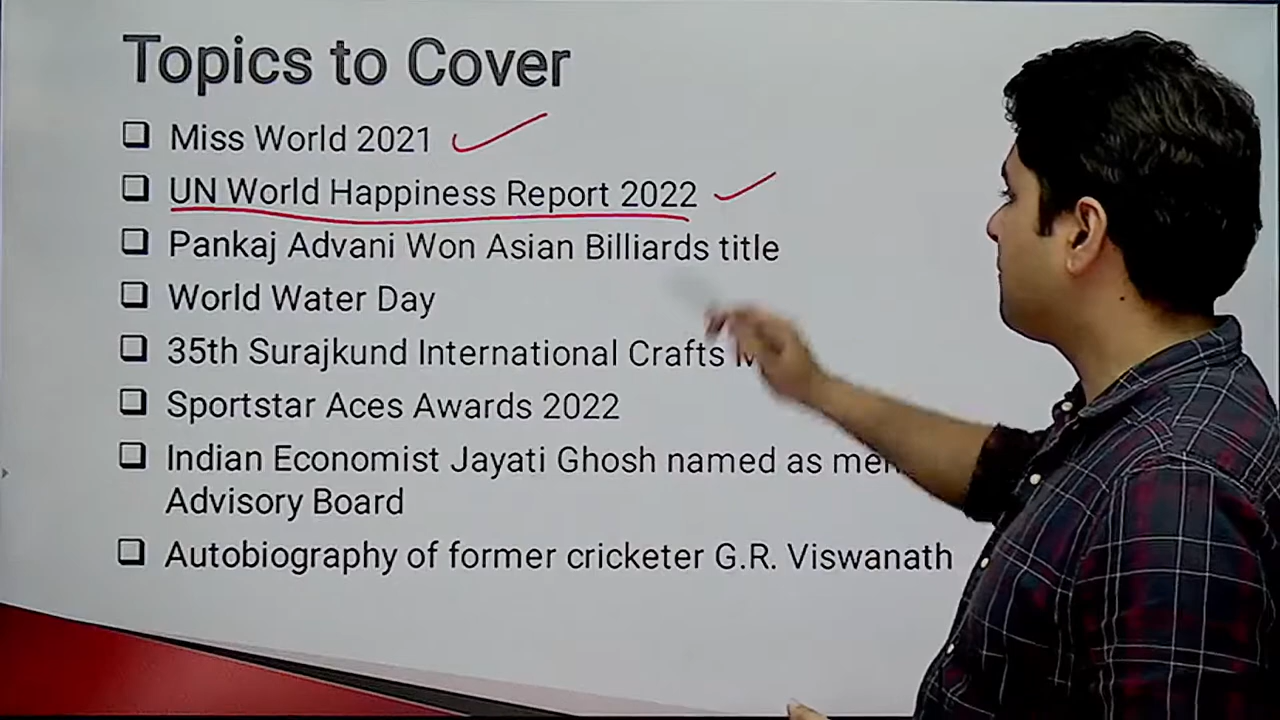 Topics to Cover
Miss World 2021
UN World Happiness Report 2022
Pankaj Advani Won Asian Billiards title
World Water Day
35th Surajkund International Crafts
Sportstar Aces Awards 2022
Indian Economist Jayati Ghosh named as
Advisory Board
Autobiography of former cricketer G.R. Viswanath